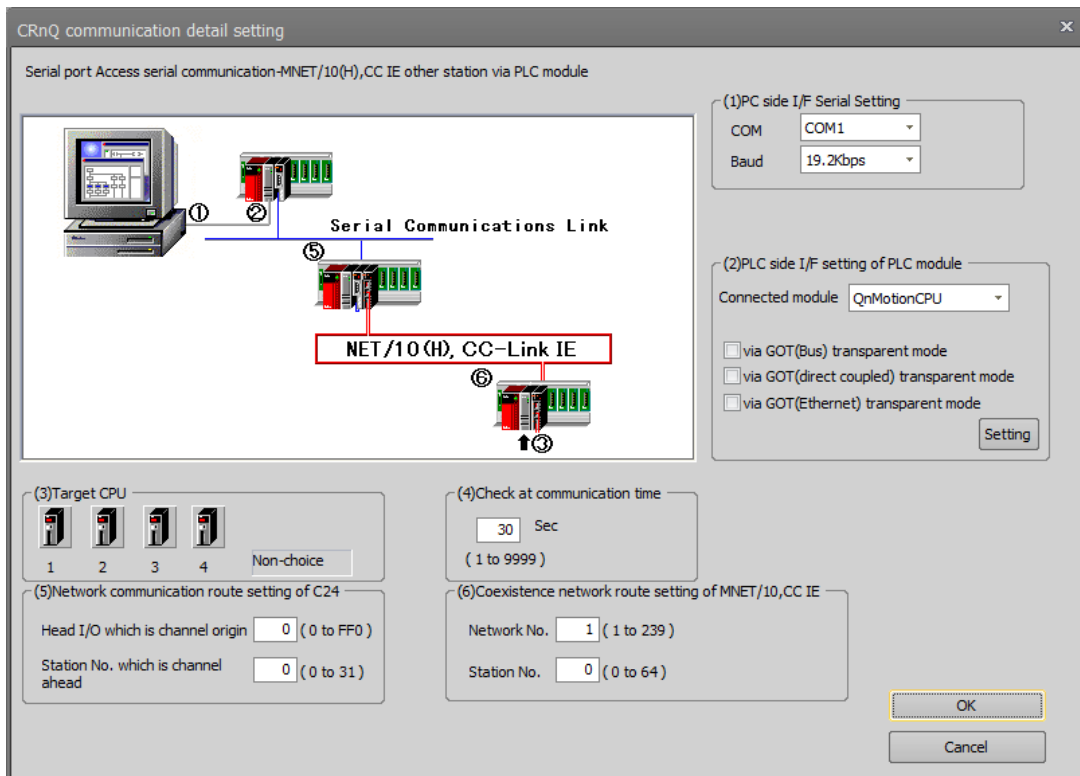 CRnQ communication detail setting
Serial port Access serial communication-MNET/10(H),CC IE other station via PLC module
①
②
Serial Communications Link
⑤
NET/10(H), CC-Link IE
⑥
③
(1)PC side I/F Serial Setting
COM COM1
Baud 19.2Kbps
(2)PLC side I/F setting of PLC module
Connected module QnMotionCPU
via GOT(Bus) transparent mode
via GOT(direct coupled) transparent mode
via GOT(Ethernet) transparent mode
Setting
(3)Target CPU
1 2 3 4 Non-choice
(4)Check at communication time
30 Sec
( 1 to 9999 )
(5)Network communication route setting of C24
Head I/O which is channel origin 0 ( 0 to FF0 )
Station No. which is channel
ahead 0 ( 0 to 31 )
(6)Coexistence network route setting of MNET/10,CC IE
Network No. 1 ( 1 to 239 )
Station No. 0 ( 0 to 64 )
OK
Cancel